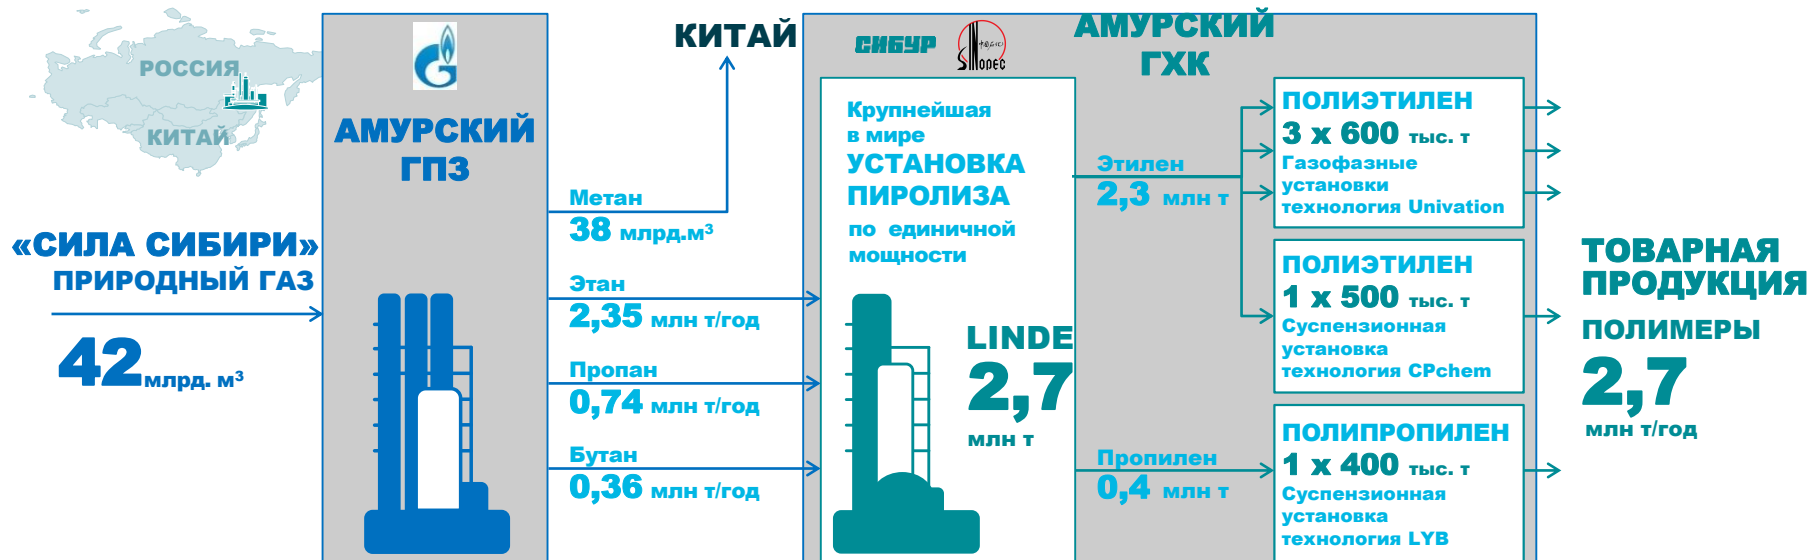 РОССИЯ
КИТАЙ
«СИЛА СИБИРИ»
ПРИРОДНЫЙ ГАЗ
42 млрд. м³
АМУРСКИЙ
ГПЗ
КИТАЙ
Метан
38 млрд.м³
Этан
2,35 млн т/год
Пропан
0,74 млн т/год
Бутан
0,36 млн т/год
СИБУР
SINOPEC
АМУРСКИЙ
ГХК
Крупнейшая
в мире
УСТАНОВКА
ПИРОЛИЗА
по единичной
мощности
LINDE
2,7
млн т
Этилен
2,3 млн т
Пропилен
0,4 млн т
ПОЛИЭТИЛЕН
3 x 600 тыс. т
Газофазные
установки
технология Univation
ПОЛИЭТИЛЕН
1 x 500 тыс. т
Суспензионная
установка
технология CPchem
ПОЛИПРОПИЛЕН
1 x 400 тыс. т
Суспензионная
установка
технология LYB
ТОВАРНАЯ
ПРОДУКЦИЯ
ПОЛИМЕРЫ
2,7
млн т/год